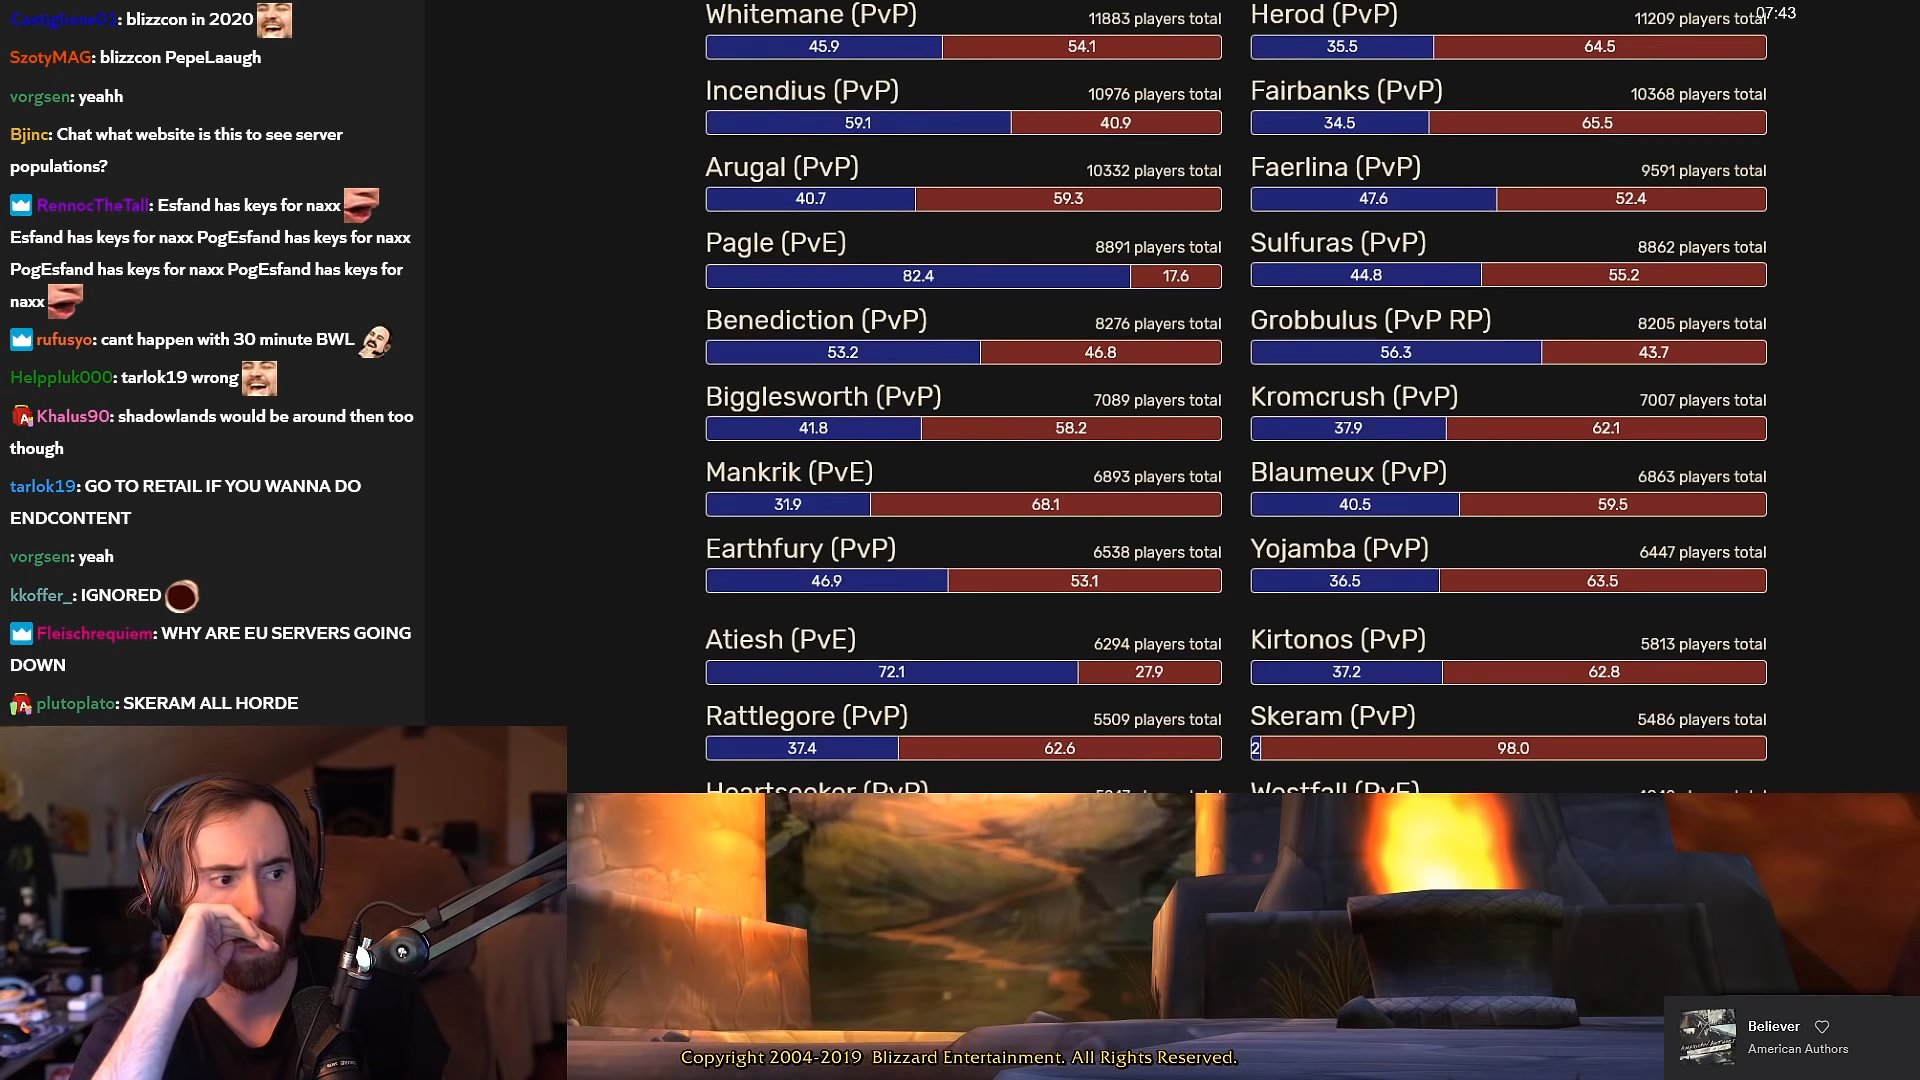 Castiglione01: blizzcon in 2020
SzotyMAG: blizzcon PepeLaaugh
vorgsen: yeahh
Bjinc: Chat what website is this to see server
populations?
RennocTheTall: Esfand has keys for naxx
Esfand has keys for naxx PogEsfand has keys for naxx
PogEsfand has keys for naxx PogEsfand has keys for
naxx
rufusyo: cant happen with 30 minute BWL
Helppluk000: tarlok19 wrong
Khalus90: shadowlands would be around then too
though
tarlok19: GO TO RETAIL IF YOU WANNA DO
ENDCONTENT
vorgsen: yeah
kkoffer_: IGNORED
Fleischrequiem: WHY ARE EU SERVERS GOING
DOWN
plutoplato: SKERAM ALL HORDE
07:43
Whitemane (PvP) 11883 players total
45.9 54.1
Herod (PvP) 11209 players total
35.5 64.5
Incendius (PvP) 10976 players total
59.1 40.9
Fairbanks (PvP) 10368 players total
34.5 65.5
Arugal (PvP) 10332 players total
40.7 59.3
Faerlina (PvP) 9591 players total
47.6 52.4
Pagle (PvE) 8891 players total
82.4 17.6
Sulfuras (PvP) 8862 players total
44.8 55.2
Benediction (PvP) 8276 players total
53.2 46.8
Grobbulus (PvP RP) 8205 players total
56.3 43.7
Bigglesworth (PvP) 7089 players total
41.8 58.2
Kromcrush (PvP) 7007 players total
37.9 62.1
Mankrik (PvE) 6893 players total
31.9 68.1
Blaumeux (PvP) 6863 players total
40.5 59.5
Earthfury (PvP) 6538 players total
46.9 53.1
Yojamba (PvP) 6447 players total
36.5 63.5
Atiesh (PvE) 6294 players total
72.1 27.9
Kirtonos (PvP) 5813 players total
37.2 62.8
Rattlegore (PvP) 5509 players total
37.4 62.6
Skeram (PvP) 5486 players total
2 98.0
Heartseeker (PvP)
Westfall (PvE)
Copyright 2004-2019 Blizzard Entertainment. All Rights Reserved.
Believer
American Authors